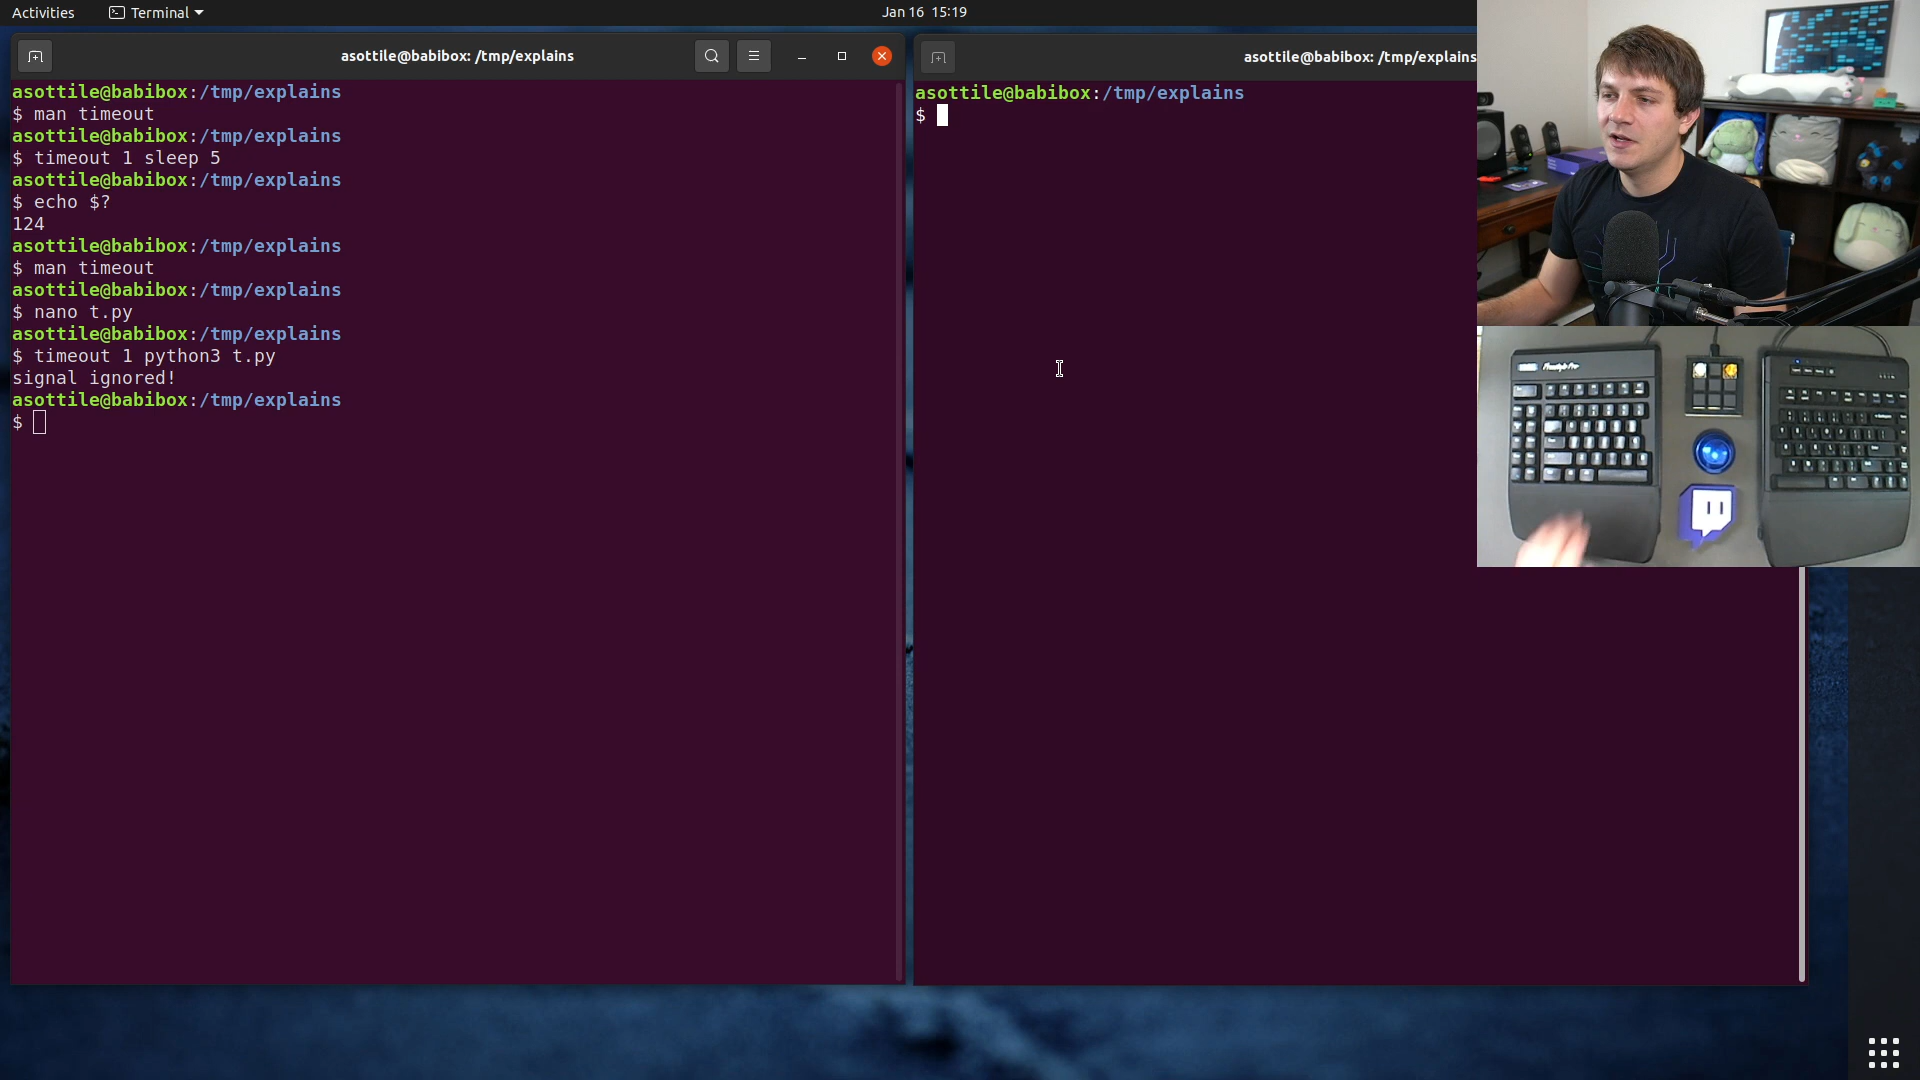 Activities
Terminal
Jan 16 15:19
asottile@babibox: /tmp/explains
asottile@babibox:/tmp/explains
$ man timeout
asottile@babibox:/tmp/explains
$ timeout 1 sleep 5
asottile@babibox:/tmp/explains
$ echo $?
124
asottile@babibox:/tmp/explains
$ man timeout
asottile@babibox:/tmp/explains
$ nano t.py
asottile@babibox:/tmp/explains
$ timeout 1 python3 t.py
signal ignored!
asottile@babibox:/tmp/explains
$
asottile@babibox: /tmp/explains
asottile@babibox:/tmp/explains
$
Freestyle Pro